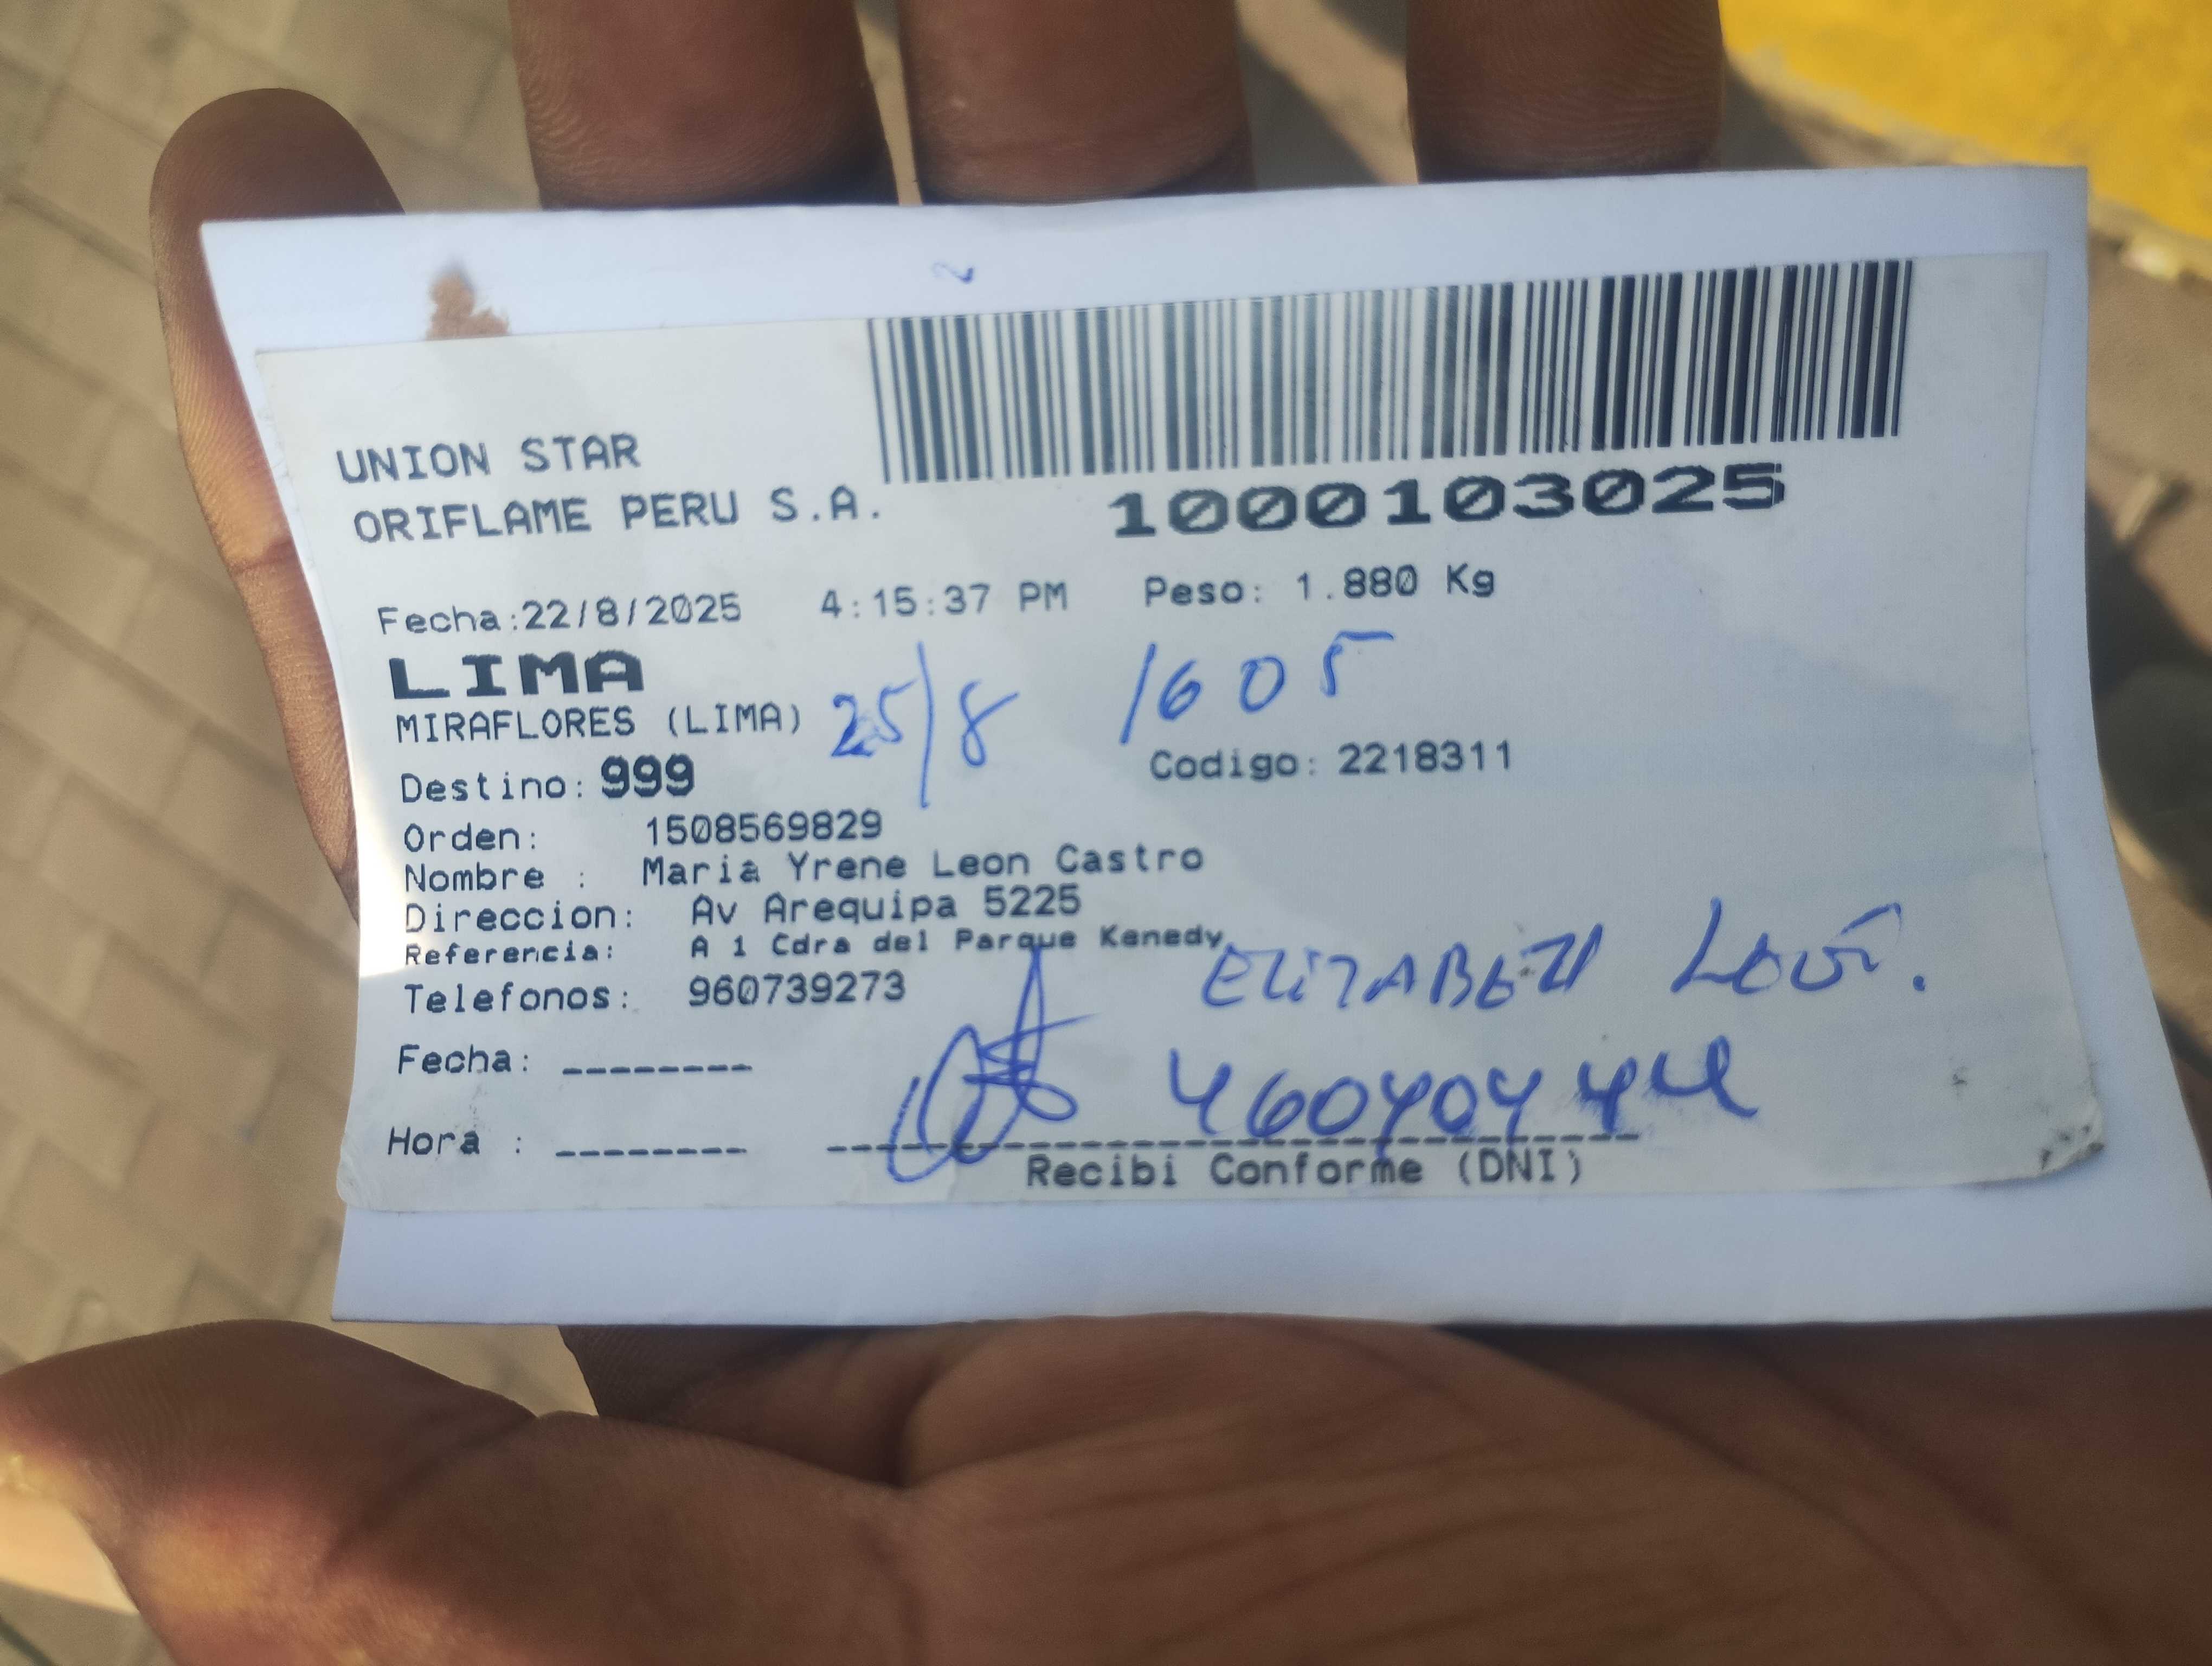 UNION STAR
ORIFLAME PERU S.A.
1000103025
Fecha:22/8/2025 4:15:37 PM Peso: 1.880 Kg
LIMA
MIRAFLORES (LIMA) 25/8 1605
Destino: 999 Codigo: 2218311
Orden: 1508569829
Nombre : Maria Yrene Leon Castro
Direccion: Av Arequipa 5225
Referencia: A 1 Cdra del Parque Kenedy
Telefonos: 960739273
ELIZABETH
Fecha: --------
Hora : --------
Recibi Conforme (DNI)